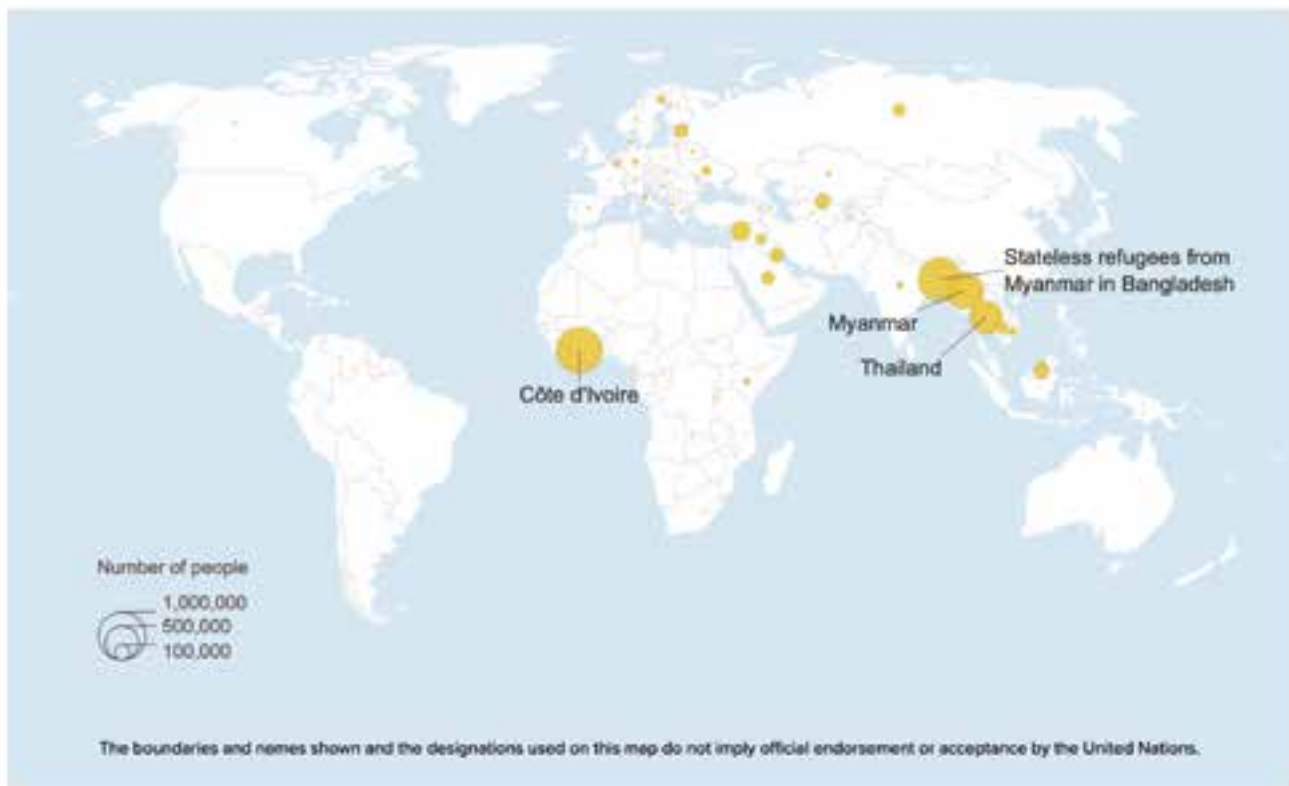 Stateless refugees from
Myanmar in Bangladesh
Myanmar
Thailand
Côte d'Ivoire
Number of people
1,000,000
500,000
100,000
The boundaries and names shown and the designations used on this map do not imply official endorsement or acceptance by the United Nations.